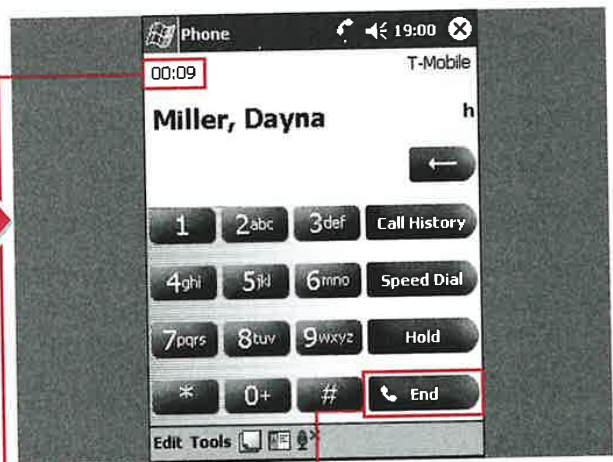 Phone 19:00
00:09 T-Mobile
Miller, Dayna h
1 2abc 3def Call History
4ghi 5jkl 6mno Speed Dial
7pqrs 8tuv 9wxyz Hold
* 0+ # End
Edit Tools